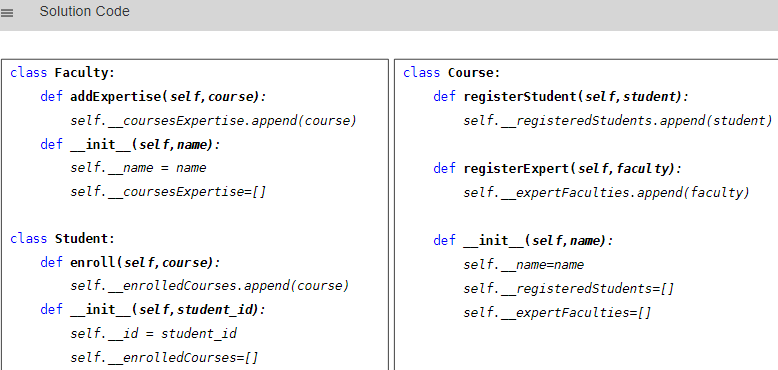 Solution Code
class Faculty:
def addExpertise(self,course):
self.__coursesExpertise.append(course)
def __init__(self,name):
self.__name = name
self.__coursesExpertise=[]
class Student:
def enroll(self,course):
self.__enrolledCourses.append(course)
def __init__(self,student_id):
self.__id = student_id
self.__enrolledCourses=[]
class Course:
def registerStudent(self,student):
self.__registeredStudents.append(student)
def registerExpert(self,faculty):
self.__expertFaculties.append(faculty)
def __init__(self,name):
self.__name=name
self.__registeredStudents=[]
self.__expertFaculties=[]